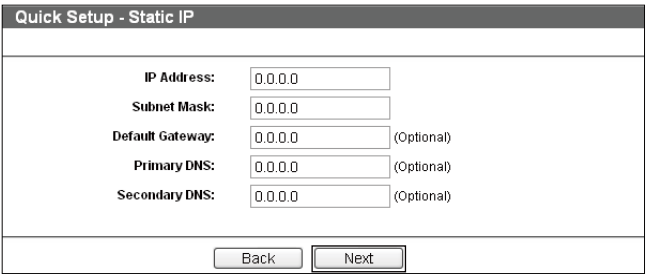 Quick Setup - Static IP
IP Address: 0.0.0.0
Subnet Mask: 0.0.0.0
Default Gateway: 0.0.0.0 (Optional)
Primary DNS: 0.0.0.0 (Optional)
Secondary DNS: 0.0.0.0 (Optional)
Back Next